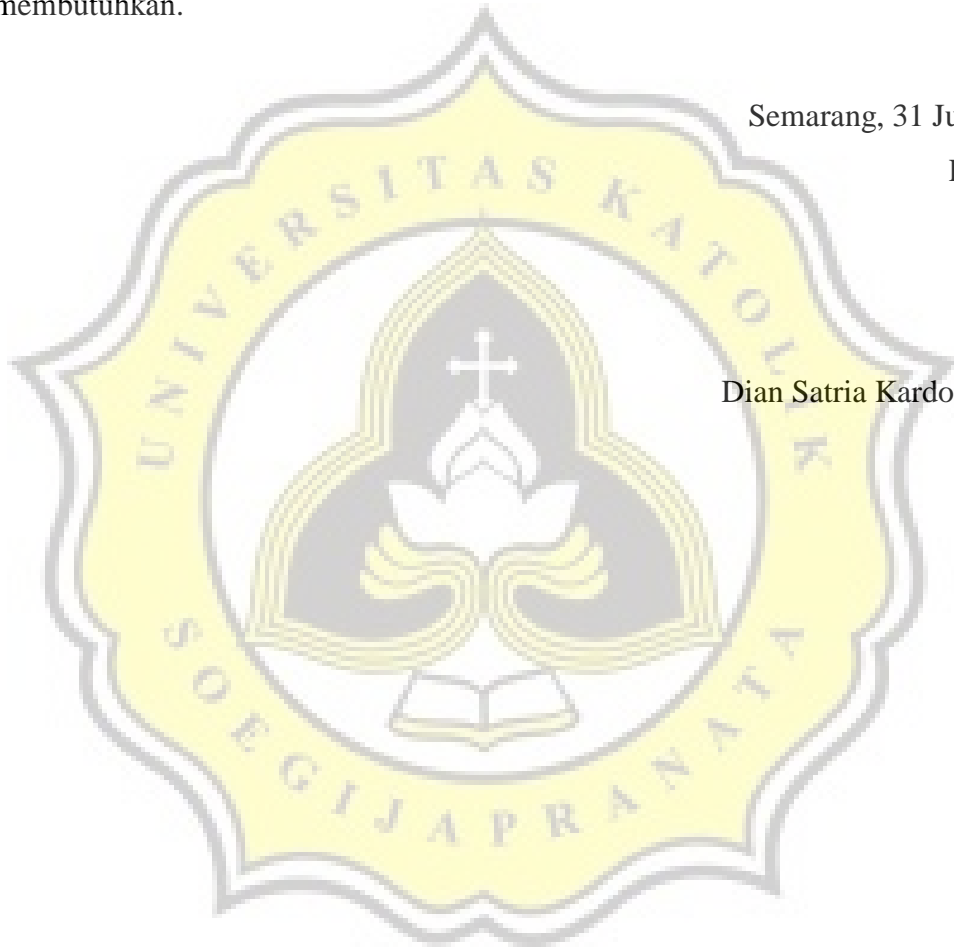 membutuhkan.
Semarang, 31 Ju
Dian Satria Kardo
UNIVERSITAS KATOLIK
SOEGIJAPRANATA